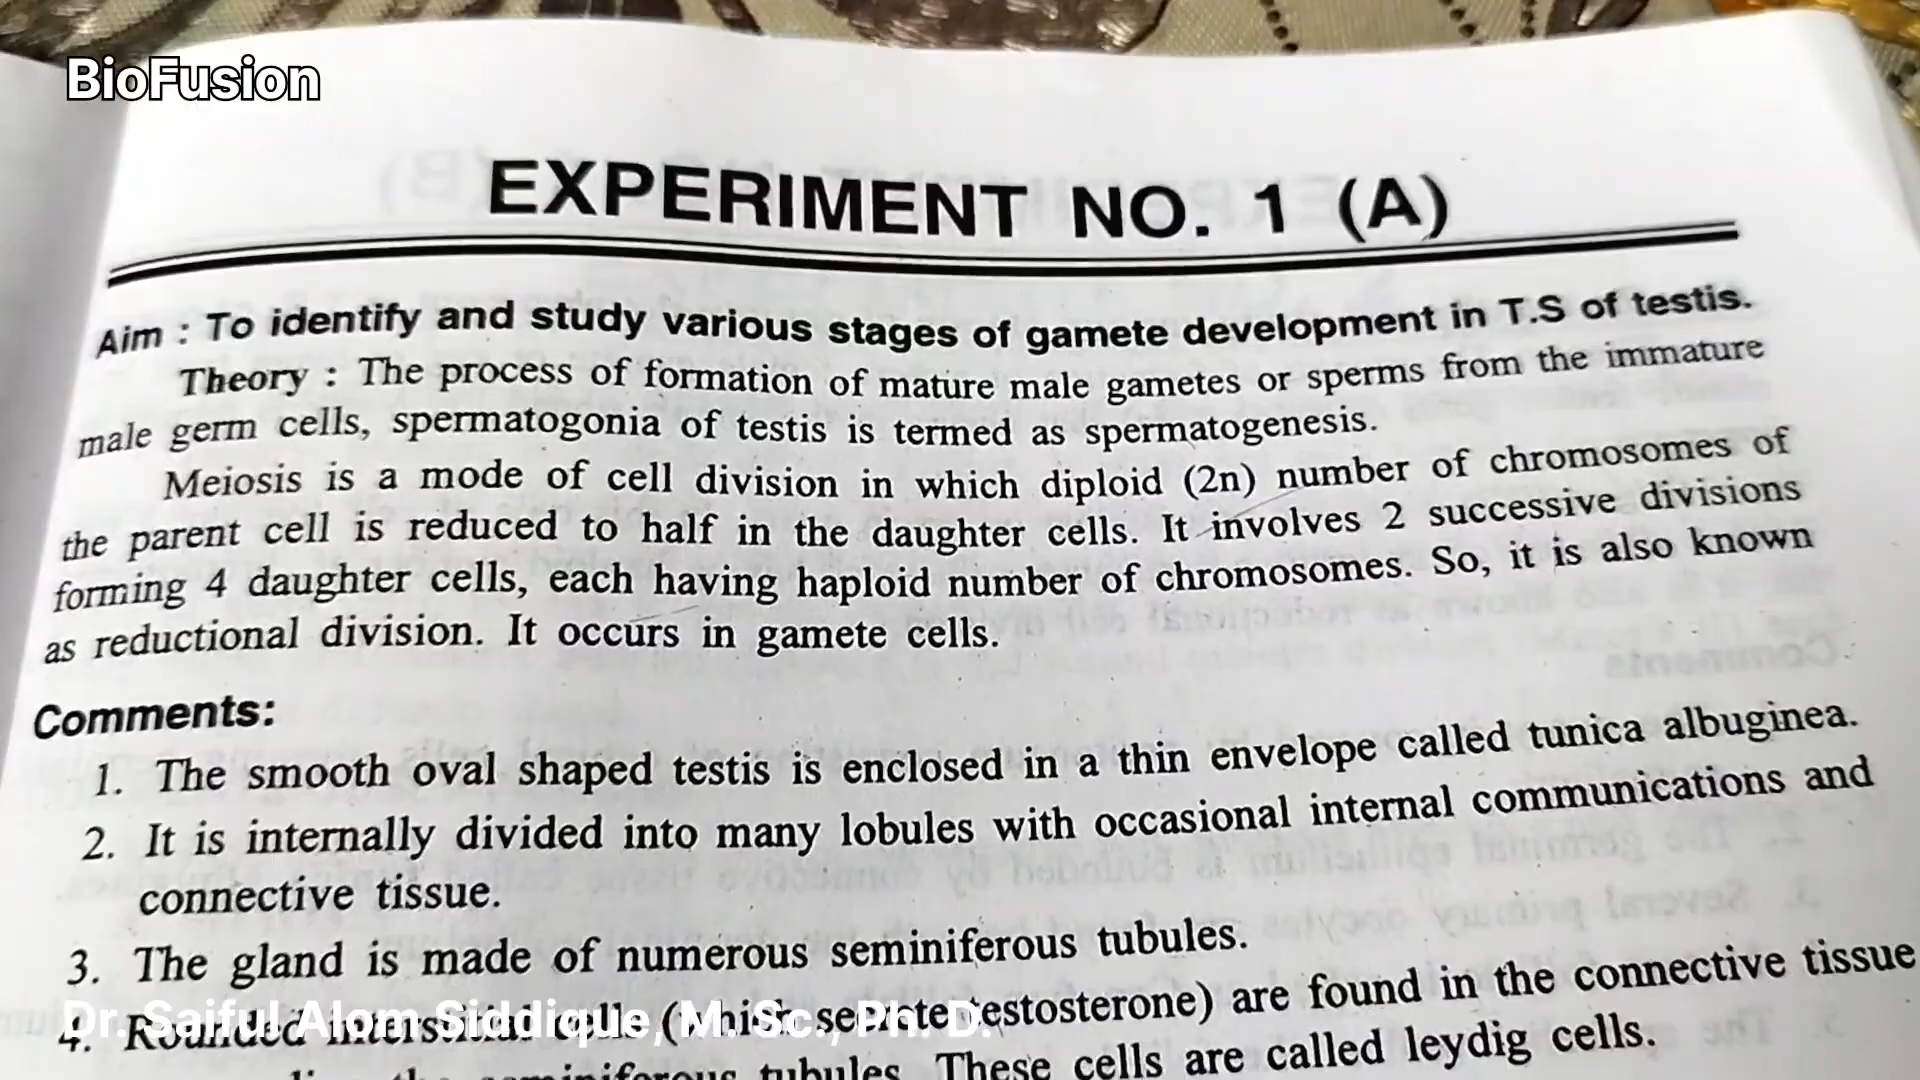 BioFusion
EXPERIMENT NO. 1 (A)
Aim : To identify and study various stages of gamete development in T.S of testis.
Theory : The process of formation of mature male gametes or sperms from the immature
male germ cells, spermatogonia of testis is termed as spermatogenesis.
Meiosis is a mode of cell division in which diploid (2n) number of chromosomes of
the parent cell is reduced to half in the daughter cells. It involves 2 successive divisions
forming 4 daughter cells, each having haploid number of chromosomes. So, it is also known
as reductional division. It occurs in gamete cells.
Comments:
1. The smooth oval shaped testis is enclosed in a thin envelope called tunica albuginea.
2. It is internally divided into many lobules with occasional internal communications and
connective tissue.
3. The gland is made of numerous seminiferous tubules.
4. Rounded interstitial cells (which secrete testosterone) are found in the connective tissue
Dr. Saiful Alom Siddique, M. Sc., Ph. D.
the seminiferous tubules. These cells are called leydig cells.